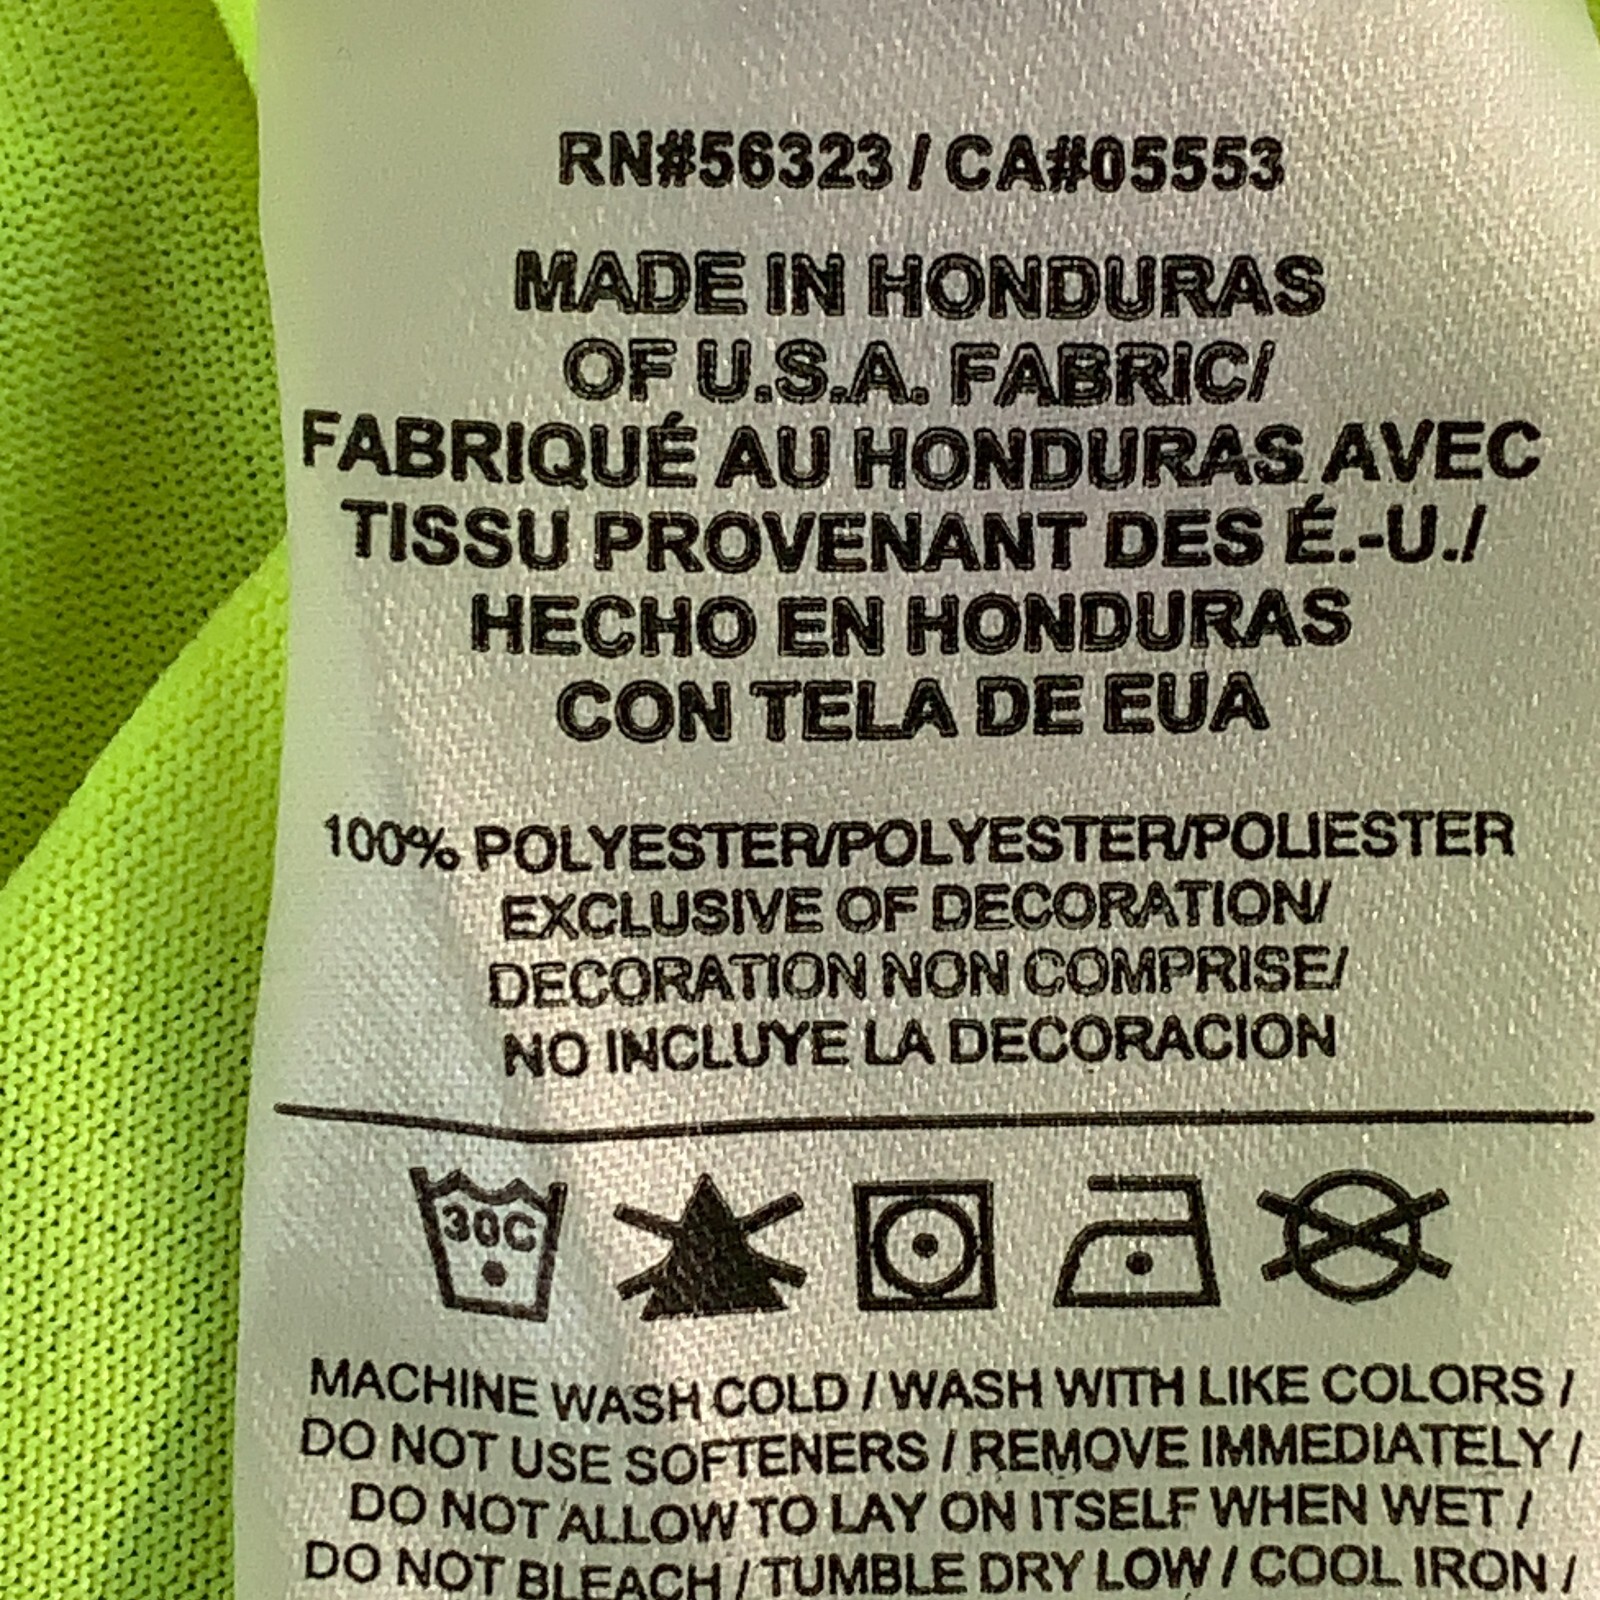 RN#56323 / CA#05553
MADE IN HONDURAS
OF U.S.A. FABRIC/
FABRIQUÉ AU HONDURAS AVEC
TISSU PROVENANT DES É.-U./
HECHO EN HONDURAS
CON TELA DE EUA
100% POLYESTER/POLYESTER/POLIESTER
EXCLUSIVE OF DECORATION/
DECORATION NON COMPRISE/
NO INCLUYE LA DECORACION
30C
MACHINE WASH COLD / WASH WITH LIKE COLORS /
DO NOT USE SOFTENERS / REMOVE IMMEDIATELY /
DO NOT ALLOW TO LAY ON ITSELF WHEN WET /
DO NOT BLEACH / TUMBLE DRY LOW / COOL IRON /